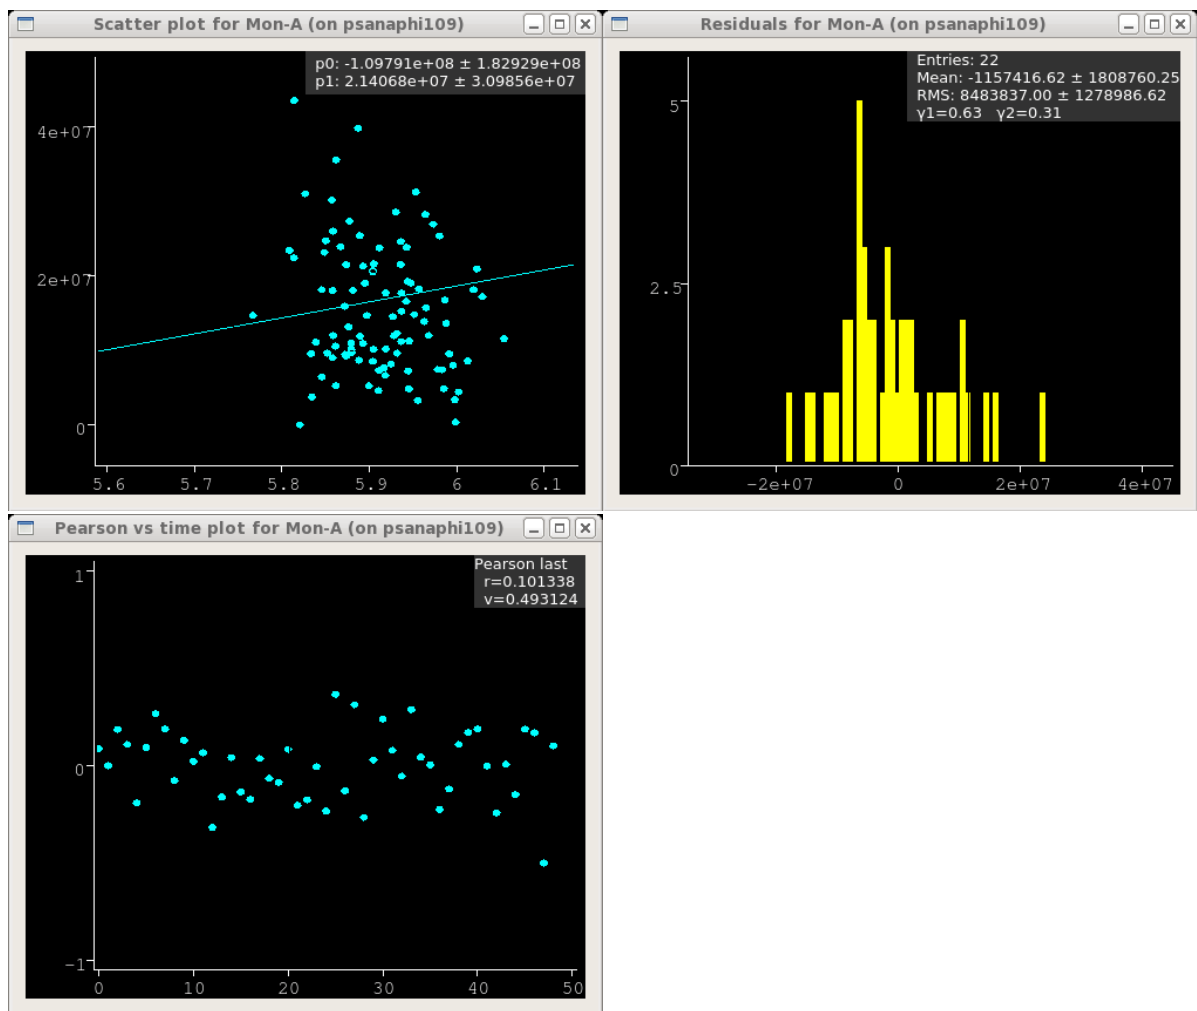 Scatter plot for Mon-A (on psanaphi109)
p0: -1.09791e+08 ± 1.82929e+08
p1: 2.14068e+07 ± 3.09856e+07
4e+07
2e+07
0
5.6 5.7 5.8 5.9 6 6.1
Residuals for Mon-A (on psanaphi109)
Entries: 22
Mean: -1157416.62 ± 1808760.25
RMS: 8483837.00 ± 1278986.62
γ1=0.63 γ2=0.31
5
2.5
0
−2e+07 0 2e+07 4e+07
Pearson vs time plot for Mon-A (on psanaphi109)
Pearson last
r=0.101338
v=0.493124
1
0
−1
0 10 20 30 40 50